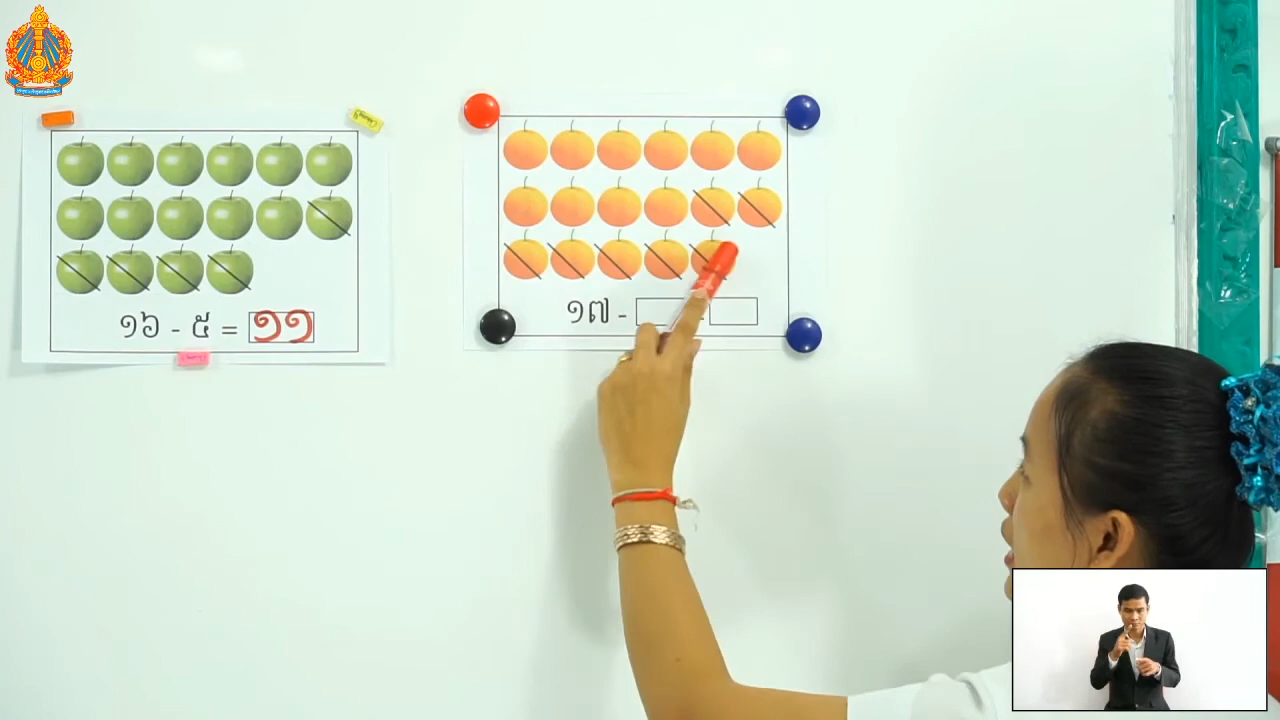 ១៦ - ៥ = ១១
១៧ -